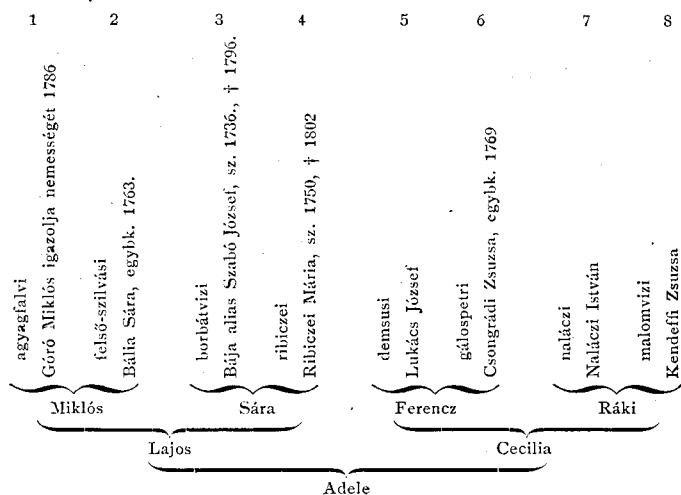 1 2 3 4 5 6 7 8
agyagfalvi
Góró Miklós igazolja nemességét 1786
felső-szilvási
Bália Sára, egybk. 1763.
borbátvizi
Bája alias Szabó József, sz. 1736., † 1796.
ribiczei
Ribiczei Mária, sz. 1750, † 1802
demsusi
Lukács József
gálospetri
Csongrádi Zsuzsa, egybk. 1769
naláczi
Naláczi István
malomvizi
Kendeffi Zsuzsa
Miklós Sára Ferencz Ráki
Lajos Cecilia
Adele